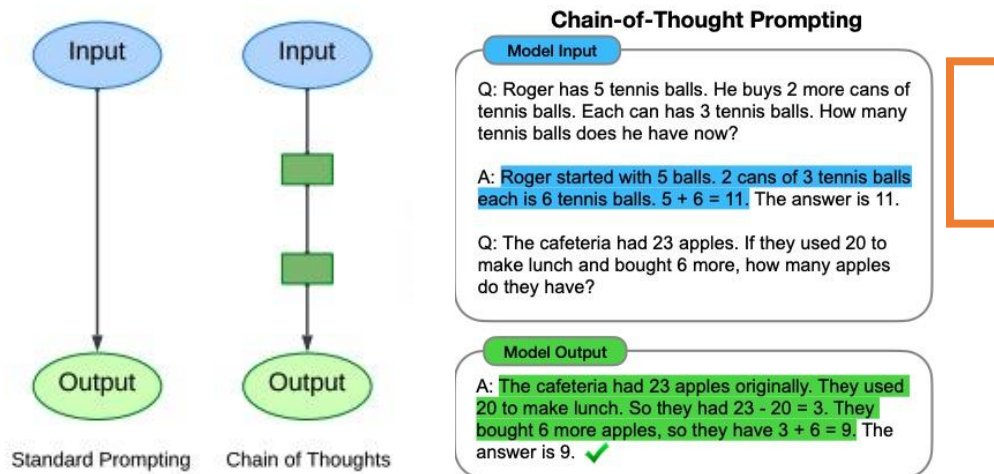 Input
Output
Standard Prompting
Input
Output
Chain of Thoughts
Chain-of-Thought Prompting
Model Input
Q: Roger has 5 tennis balls. He buys 2 more cans of
tennis balls. Each can has 3 tennis balls. How many
tennis balls does he have now?
A: Roger started with 5 balls. 2 cans of 3 tennis balls
each is 6 tennis balls. 5 + 6 = 11. The answer is 11.
Q: The cafeteria had 23 apples. If they used 20 to
make lunch and bought 6 more, how many apples
do they have?
Model Output
A: The cafeteria had 23 apples originally. They used
20 to make lunch. So they had 23 - 20 = 3. They
bought 6 more apples, so they have 3 + 6 = 9. The
answer is 9.